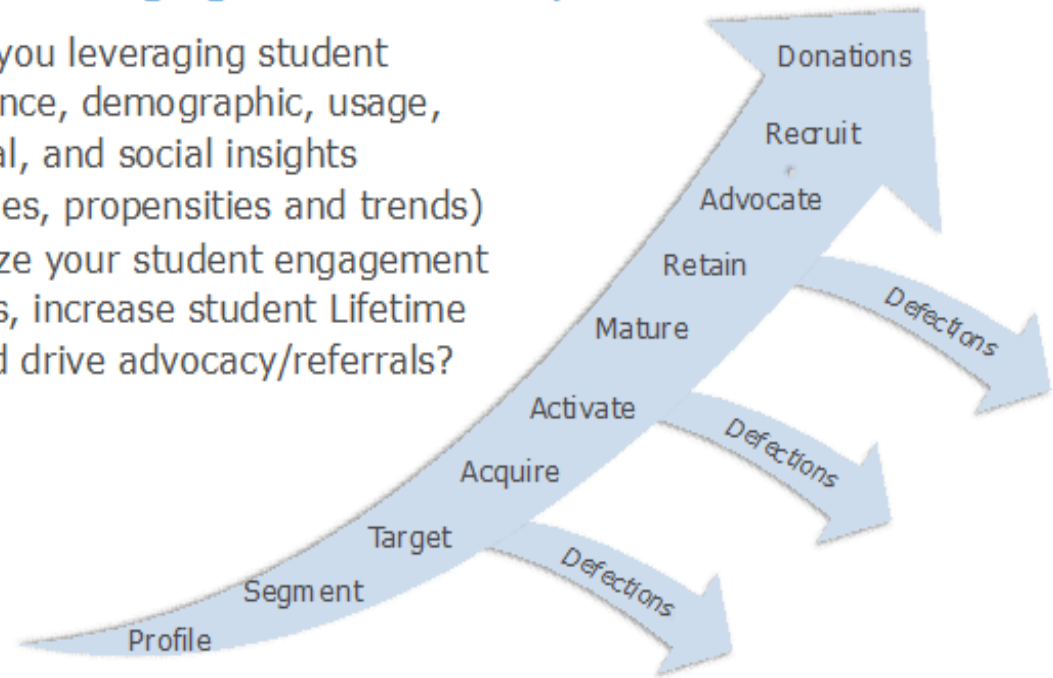 you leveraging student
nce, demographic, usage,
al, and social insights
es, propensities and trends)
ze your student engagement
s, increase student Lifetime
d drive advocacy/referrals?
Donations
Recruit
Advocate
Retain
Mature
Activate
Acquire
Target
Segment
Profile
Defections
Defections
Defections